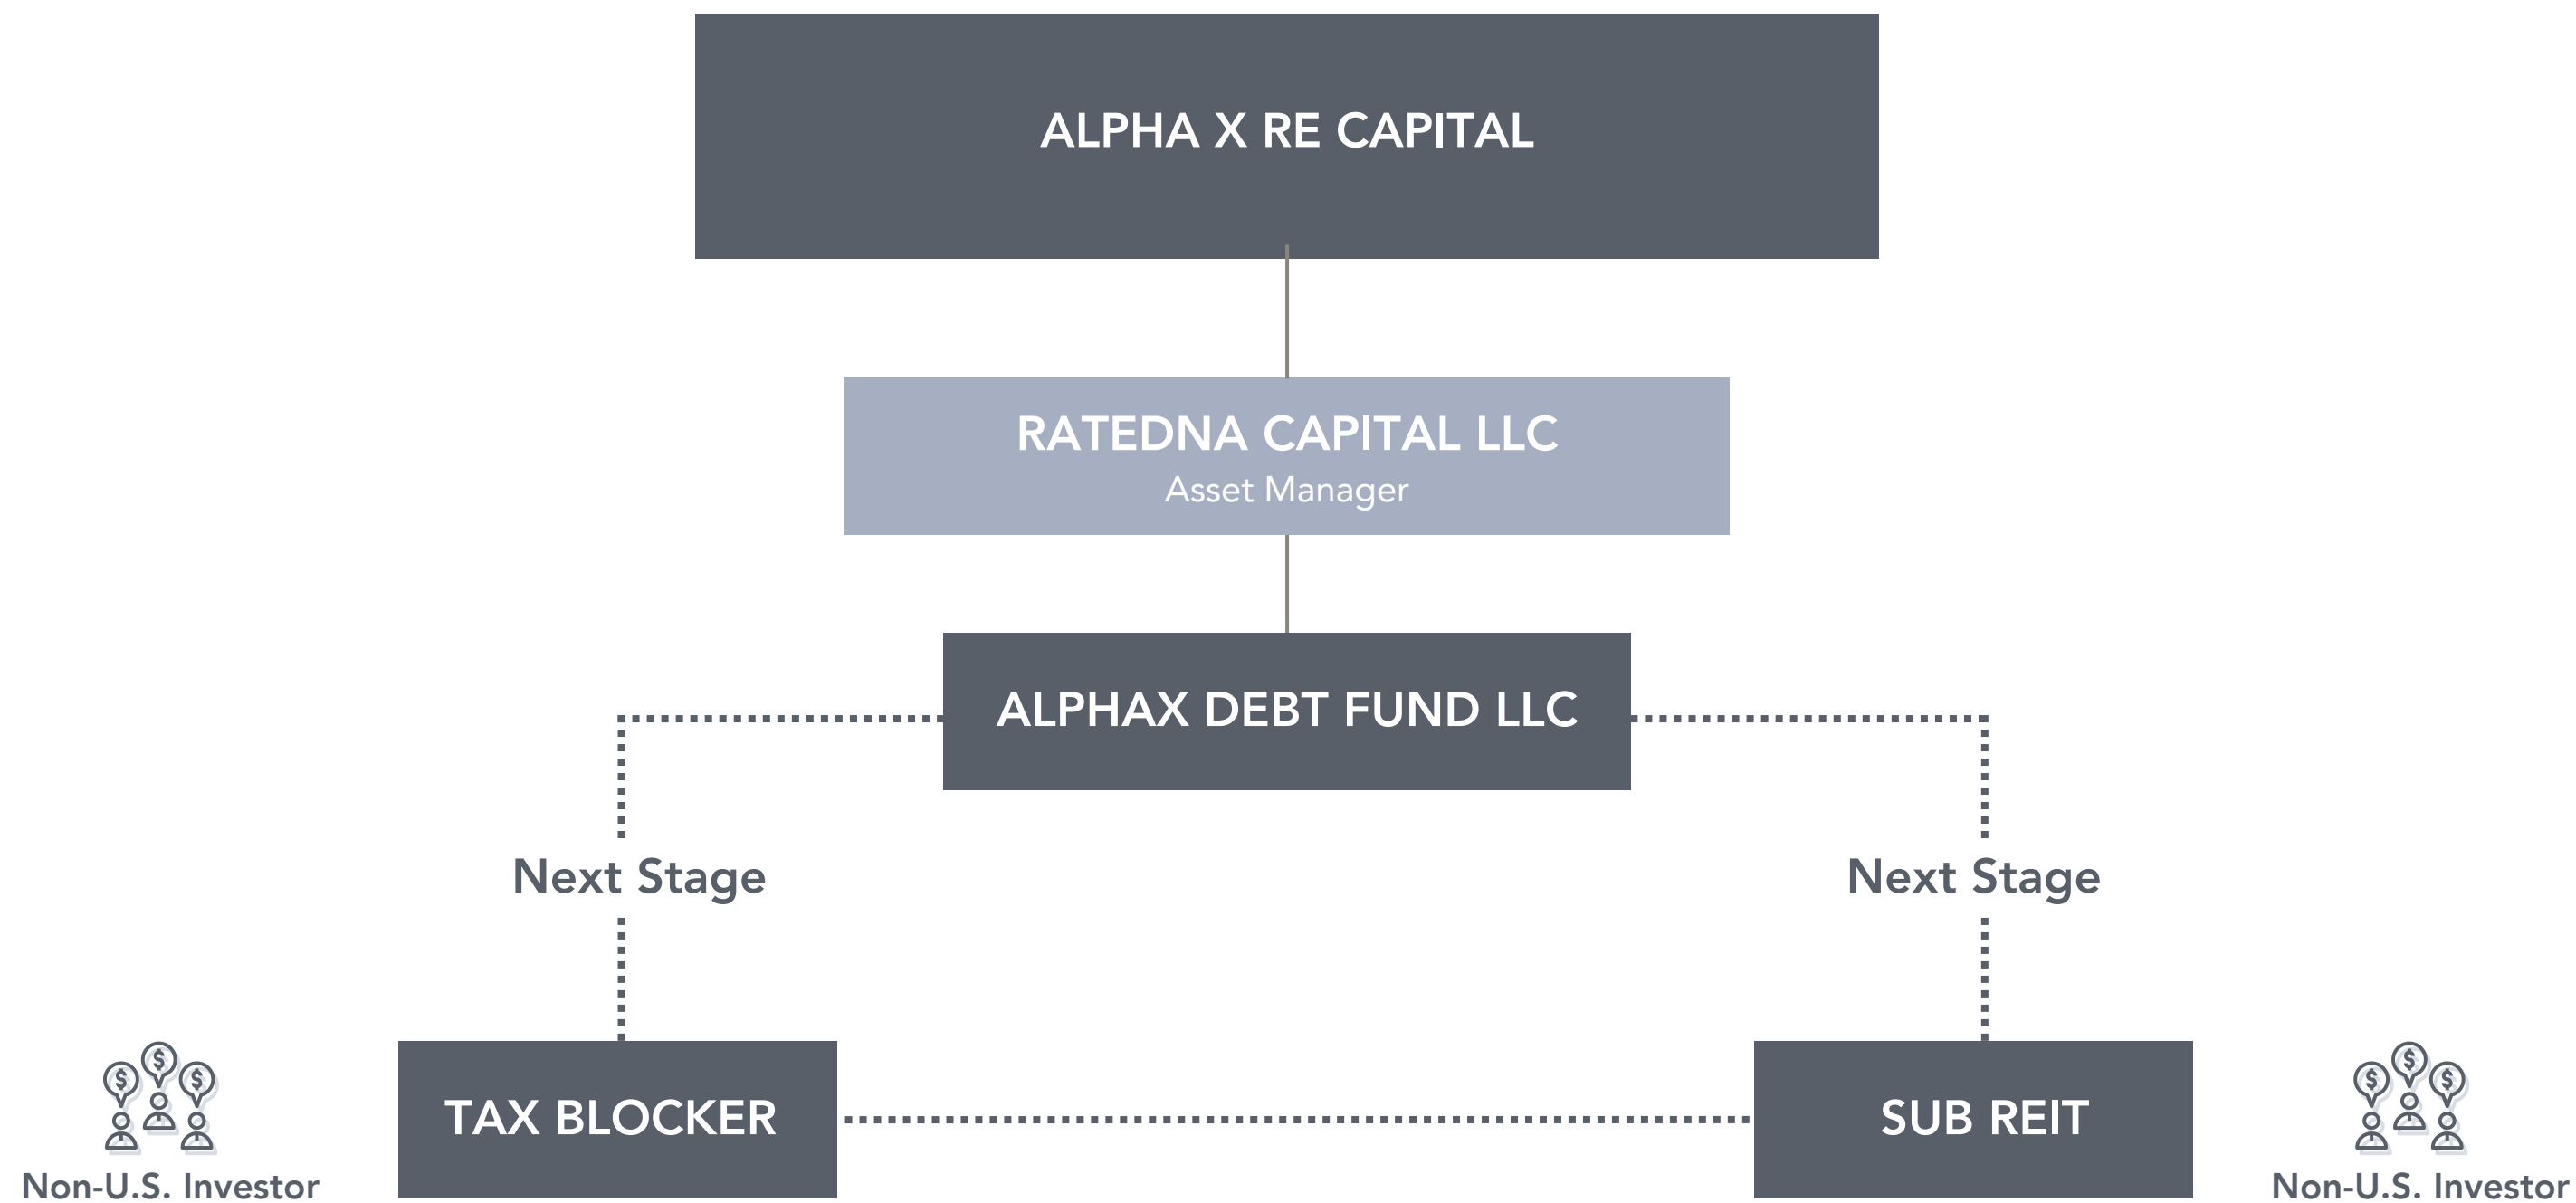 ALPHA X RE CAPITAL
RATEDNA CAPITAL LLC
Asset Manager
ALPHAX DEBT FUND LLC
Next Stage
Next Stage
$ $ $
TAX BLOCKER
SUB REIT
$ $ $
Non-U.S. Investor
Non-U.S. Investor